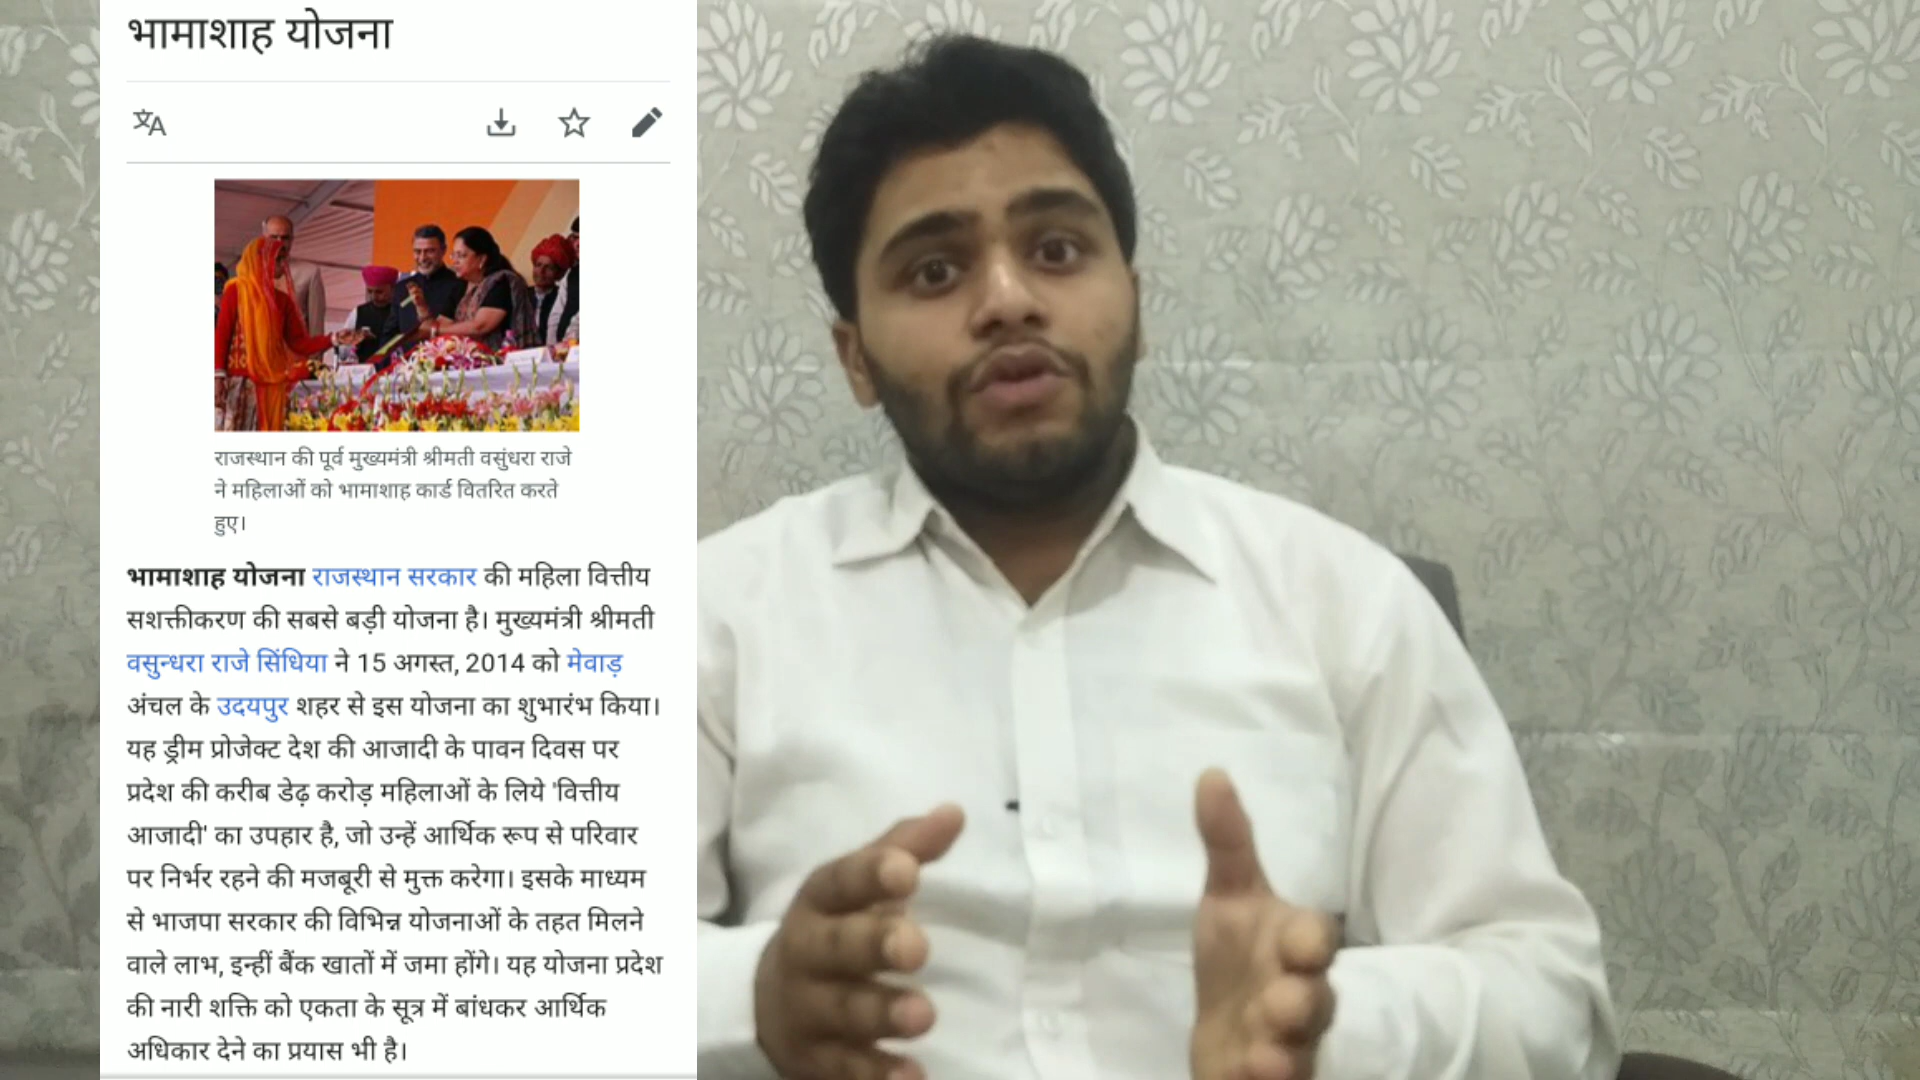 भामाशाह योजना
राजस्थान की पूर्व मुख्यमंत्री श्रीमती वसुंधरा राजे
ने महिलाओं को भामाशाह कार्ड वितरित करते
हुए।
भामाशाह योजना राजस्थान सरकार की महिला वित्तीय
सशक्तीकरण की सबसे बड़ी योजना है। मुख्यमंत्री श्रीमती
वसुन्धरा राजे सिंधिया ने 15 अगस्त, 2014 को मेवाड़
अंचल के उदयपुर शहर से इस योजना का शुभारंभ किया।
यह ड्रीम प्रोजेक्ट देश की आजादी के पावन दिवस पर
प्रदेश की करीब डेढ़ करोड़ महिलाओं के लिये 'वित्तीय
आजादी' का उपहार है, जो उन्हें आर्थिक रूप से परिवार
पर निर्भर रहने की मजबूरी से मुक्त करेगा। इसके माध्यम
से भाजपा सरकार की विभिन्न योजनाओं के तहत मिलने
वाले लाभ, इन्हीं बैंक खातों में जमा होंगे। यह योजना प्रदेश
की नारी शक्ति को एकता के सूत्र में बांधकर आर्थिक
अधिकार देने का प्रयास भी है।